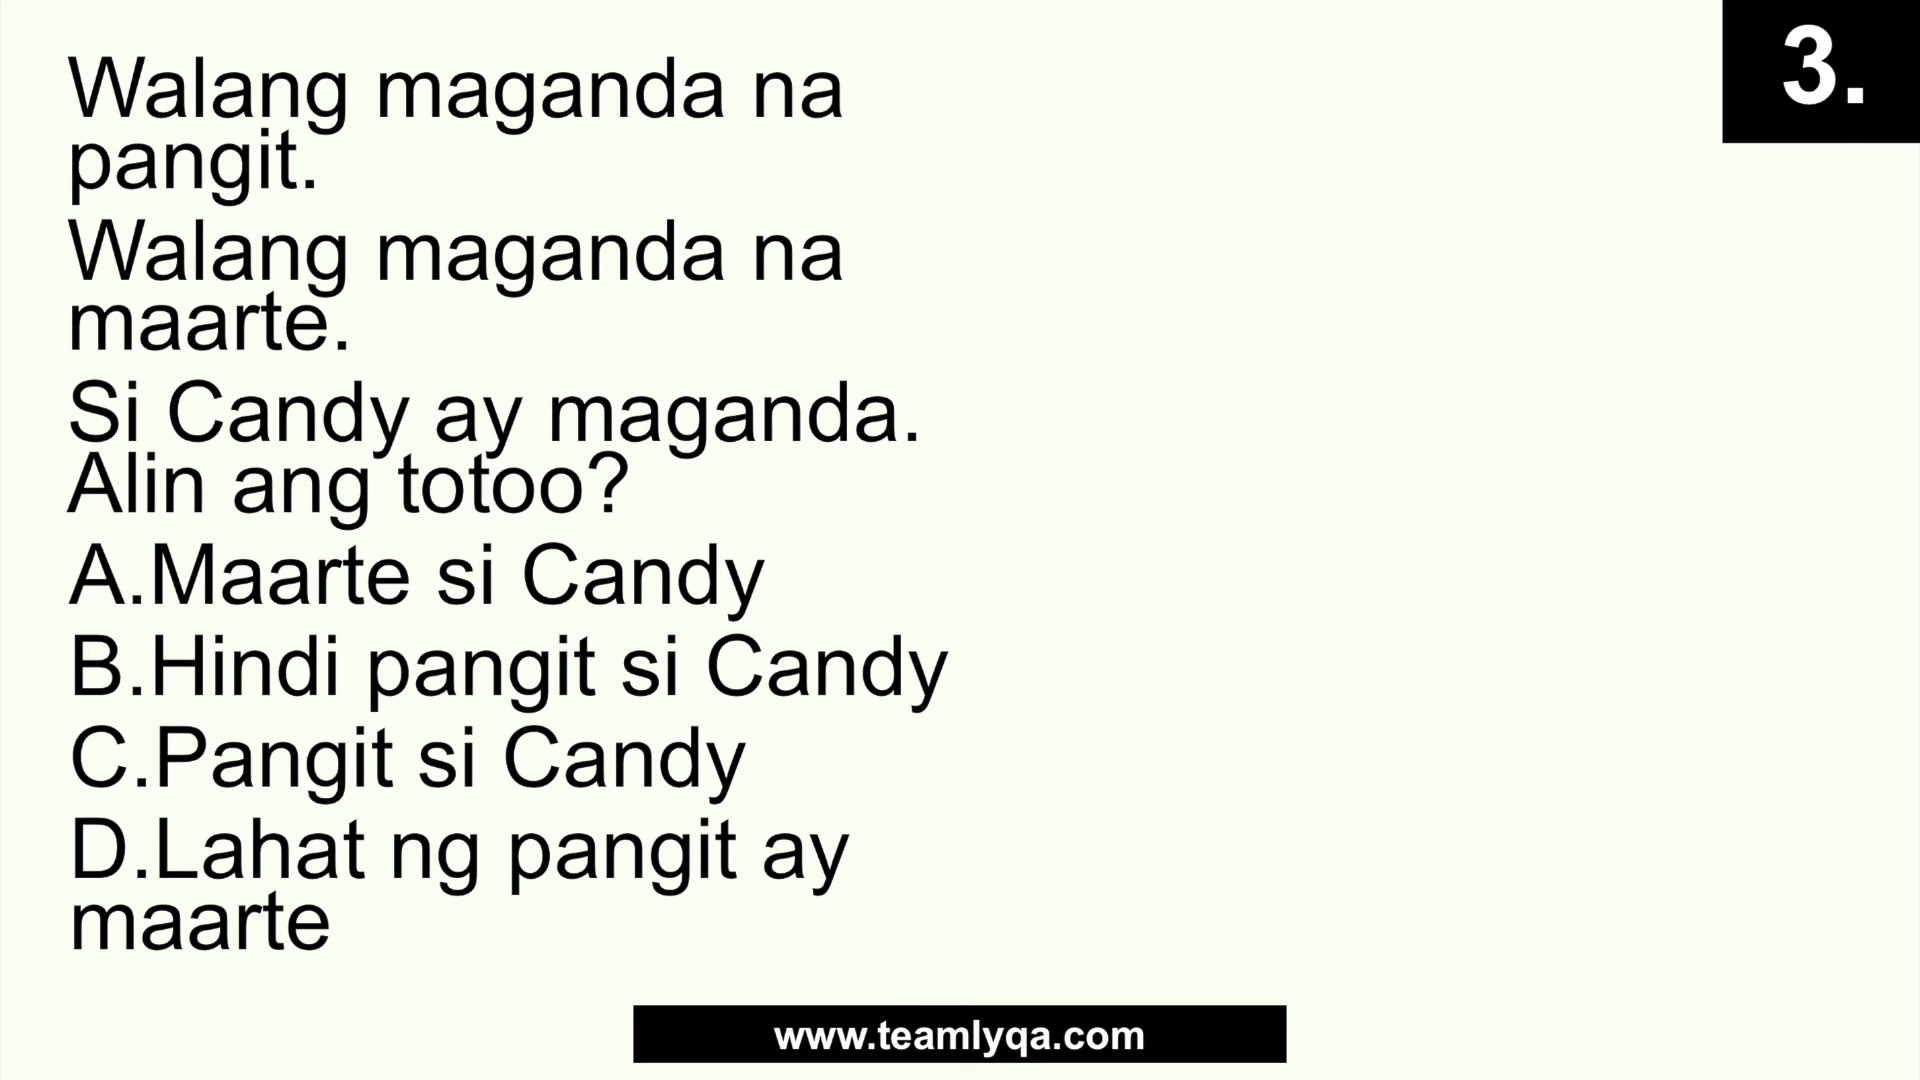 3.
Walang maganda na
pangit.
Walang maganda na
maarte.
Si Candy ay maganda.
Alin ang totoo?
A.Maarte si Candy
B.Hindi pangit si Candy
C.Pangit si Candy
D.Lahat ng pangit ay
maarte
www.teamlyqa.com